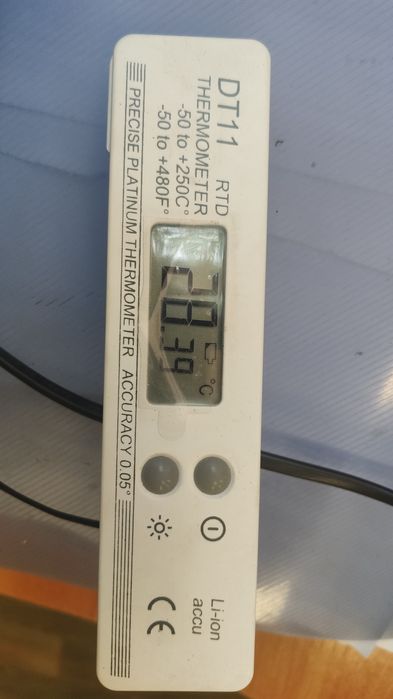 DT11 RTD
THERMOMETER
-50 to +250C°
-50 to +480F°
PRECISE PLATINUM THERMOMETER ACCURACY 0.05°
28.39 °C
Li-ion
accu
CE